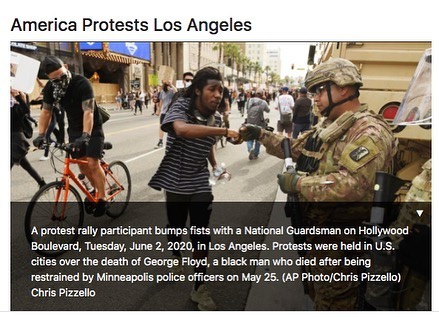 America Protests Los Angeles
A protest rally participant bumps fists with a National Guardsman on Hollywood
Boulevard, Tuesday, June 2, 2020, in Los Angeles. Protests were held in U.S.
cities over the death of George Floyd, a black man who died after being
restrained by Minneapolis police officers on May 25. (AP Photo/Chris Pizzello)
Chris Pizzello